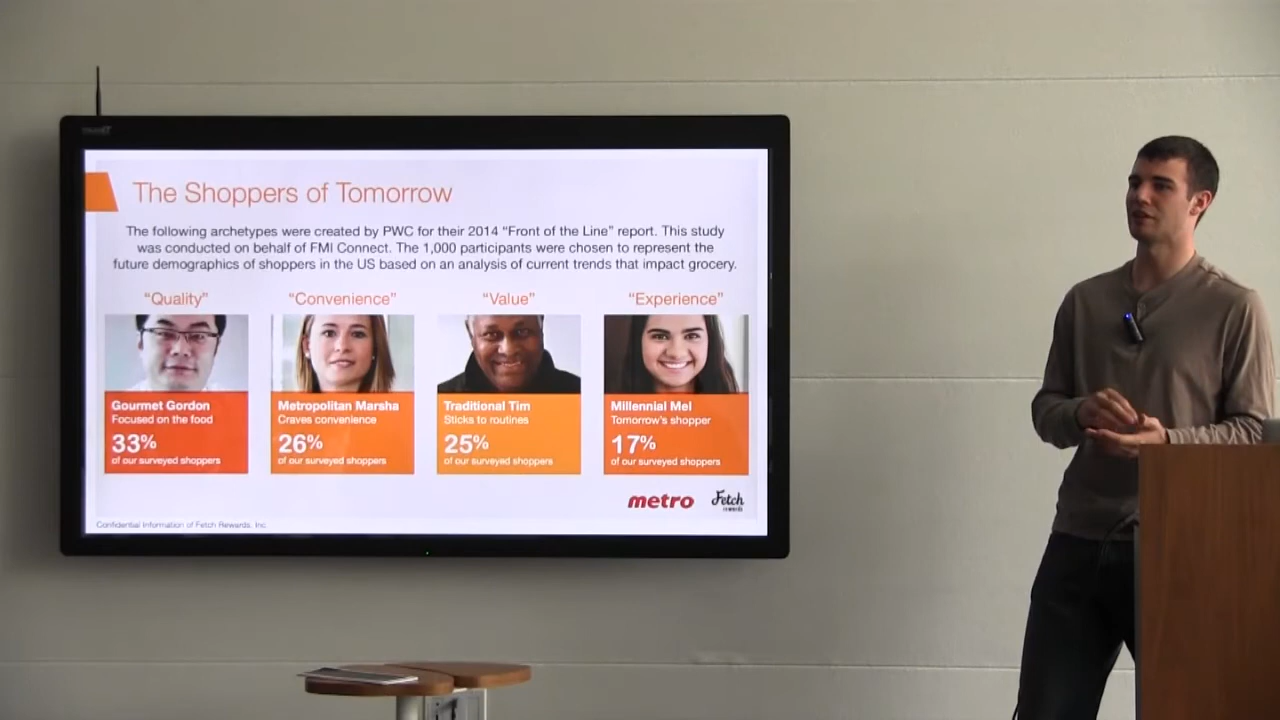 The Shoppers of Tomorrow
The following archetypes were created by PWC for their 2014 “Front of the Line” report. This study
was conducted on behalf of FMI Connect. The 1,000 participants were chosen to represent the
future demographics of shoppers in the US based on an analysis of current trends that impact grocery.
“Quality” “Convenience” “Value” “Experience”
Gourmet Gordon Metropolitan Marsha Traditional Tim Millennial Mel
Focused on the food Craves convenience Sticks to routines Tomorrow's shopper
33% 26% 25% 17%
of our surveyed shoppers of our surveyed shoppers of our surveyed shoppers of our surveyed shoppers
metro Fetch
rewards
Confidential Information of Fetch Rewards, Inc.